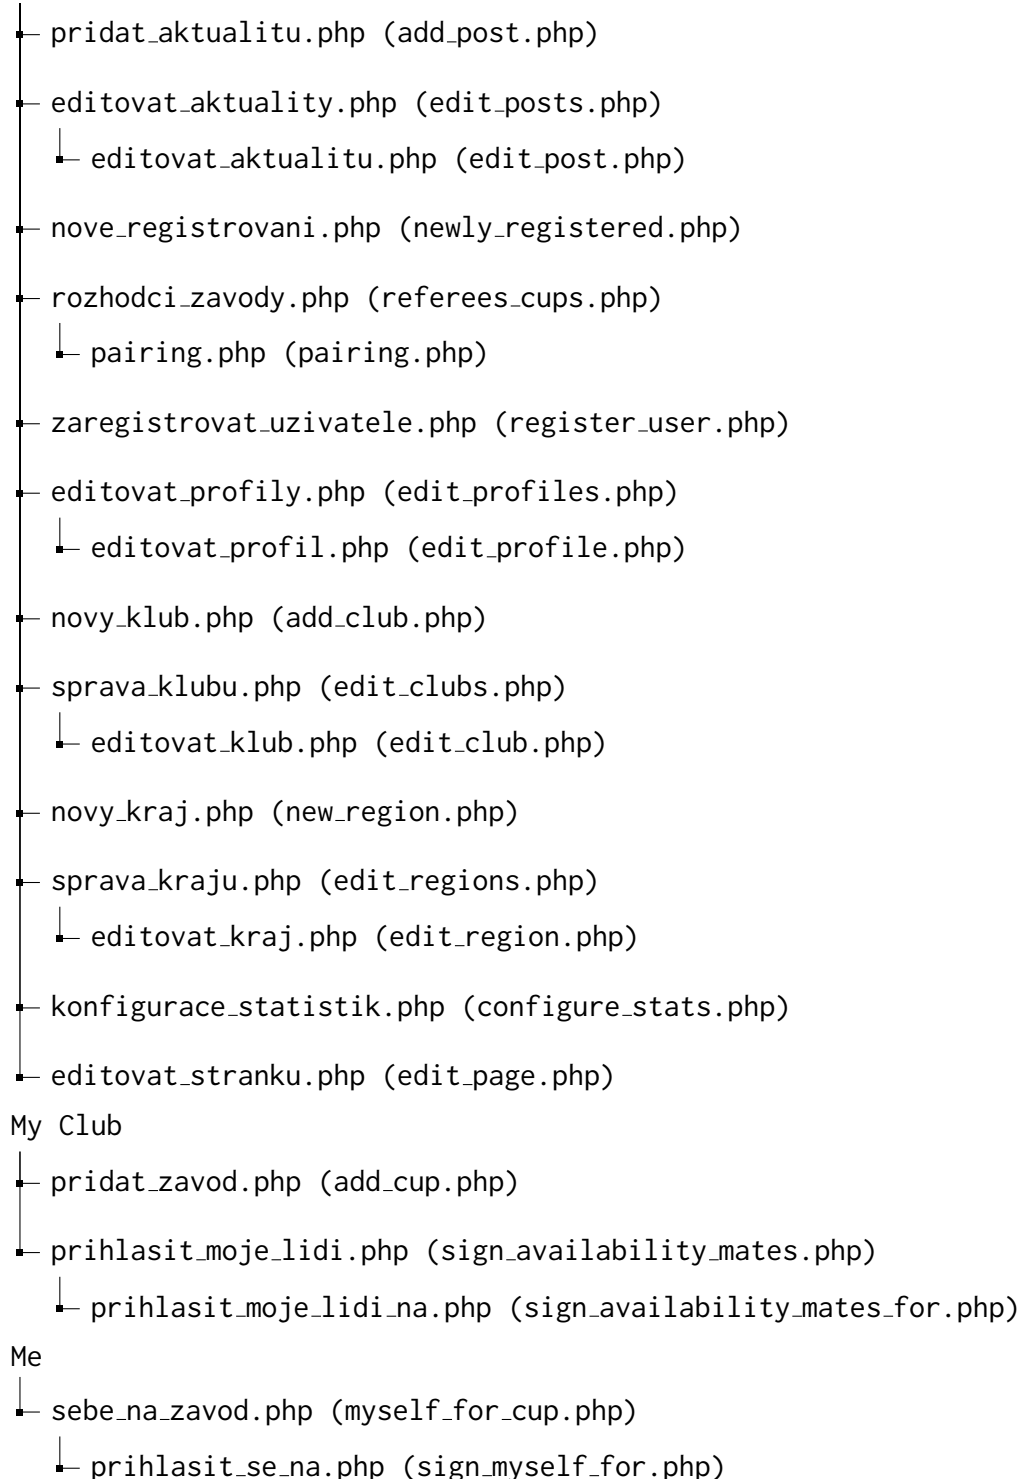 pridat_aktualitu.php (add_post.php)
editovat_aktuality.php (edit_posts.php)
editovat_aktualitu.php (edit_post.php)
nove_registrovani.php (newly_registered.php)
rozhodci_zavody.php (referees_cups.php)
pairing.php (pairing.php)
zaregistrovat_uzivatele.php (register_user.php)
editovat_profily.php (edit_profiles.php)
editovat_profil.php (edit_profile.php)
novy_klub.php (add_club.php)
sprava_klubu.php (edit_clubs.php)
editovat_klub.php (edit_club.php)
novy_kraj.php (new_region.php)
sprava_kraju.php (edit_regions.php)
editovat_kraj.php (edit_region.php)
konfigurace_statistik.php (configure_stats.php)
editovat_stranku.php (edit_page.php)
My Club
pridat_zavod.php (add_cup.php)
prihlasit_moje_lidi.php (sign_availability_mates.php)
prihlasit_moje_lidi_na.php (sign_availability_mates_for.php)
Me
sebe_na_zavod.php (myself_for_cup.php)
prihlasit_se_na.php (sign_myself_for.php)